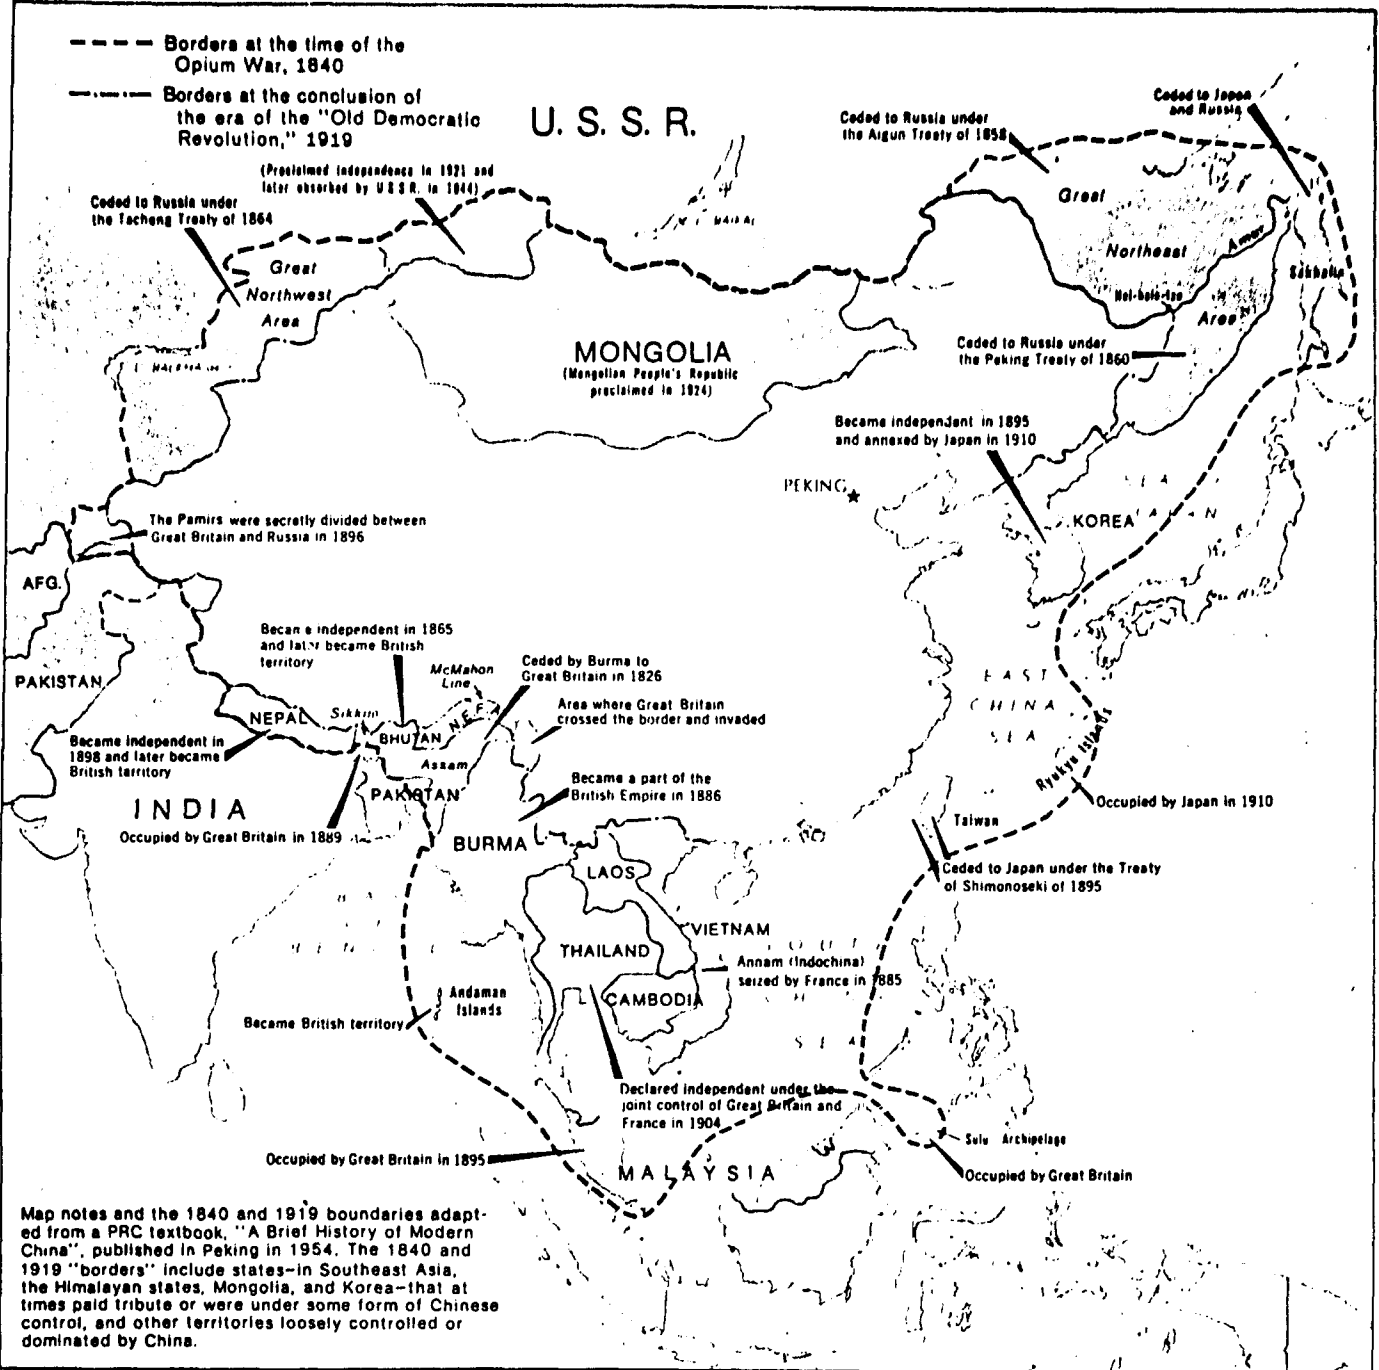 Borders at the time of the
Opium War, 1840
Borders at the conclusion of
the era of the "Old Democratic
Revolution," 1919
U. S. S. R.
(Proclaimed independence in 1921 and
later absorbed by U S S R. in 1944)
Ceded to Russia under
the Tacheng Treaty of 1864
Ceded to Russia under
the Aigun Treaty of 1858
Ceded to Japan
and Russia
Great
Northeast
Area
Amur
Sakhalin
Great
Northwest
Area
Ceded to Russia under
the Peking Treaty of 1860
MONGOLIA
(Mongolian People's Republic
proclaimed in 1924)
Became independent in 1895
and annexed by Japan in 1910
PEKING
KOREA
SEA
JAPAN
The Pamirs were secretly divided between
Great Britain and Russia in 1896
AFG.
PAKISTAN
Became independent in 1865
and later became British
territory
McMahon
Line
Ceded by Burma to
Great Britain in 1826
Area where Great Britain
crossed the border and invaded
NEPAL
Sikkim
BHUTAN
NEFA
Assam
Became independent in
1898 and later became
British territory
EAST
CHINA
SEA
Ryukyu Islands
Occupied by Japan in 1910
INDIA
PAKISTAN
Became a part of the
British Empire in 1886
Occupied by Great Britain in 1889
BURMA
LAOS
Taiwan
Ceded to Japan under the Treaty
of Shimonoseki of 1895
VIETNAM
THAILAND
Annam (Indochina)
seized by France in 1885
CAMBODIA
Andaman
Islands
Became British territory
SEA
Declared independent under the
joint control of Great Britain and
France in 1904
Sulu Archipelago
Occupied by Great Britain in 1895
MALAYSIA
Occupied by Great Britain
Map notes and the 1840 and 1919 boundaries adapt-
ed from a PRC textbook, "A Brief History of Modern
China", published in Peking in 1954. The 1840 and
1919 "borders" include states-in Southeast Asia,
the Himalayan states, Mongolia, and Korea-that at
times paid tribute or were under some form of Chinese
control, and other territories loosely controlled or
dominated by China.